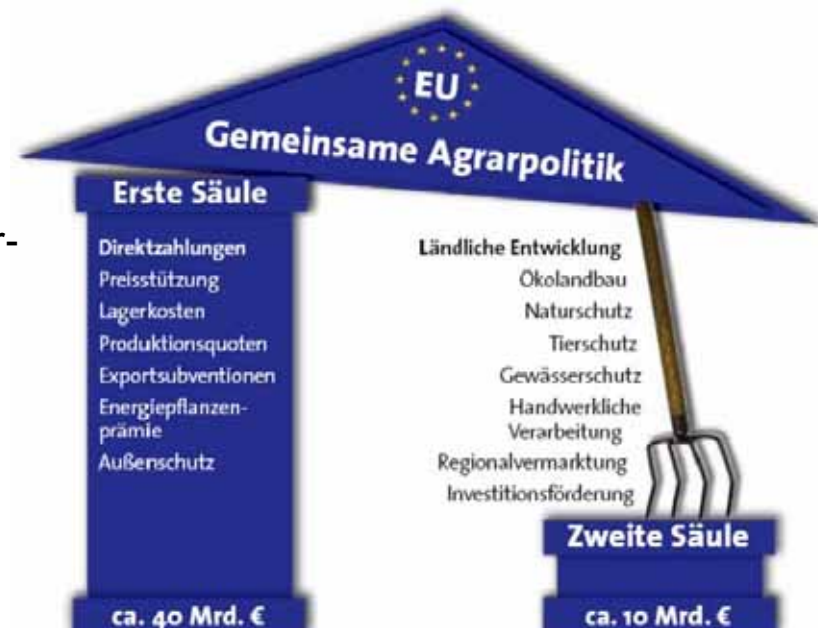 EU
Gemeinsame Agrarpolitik
Erste Säule
r-
Direktzahlungen
Preisstützung
Lagerkosten
Produktionsquoten
Exportsubventionen
Energiepflanzen-
prämie
Außenschutz
ca. 40 Mrd. €
Ländliche Entwicklung
Ökolandbau
Naturschutz
Tierschutz
Gewässerschutz
Handwerkliche
Verarbeitung
Regionalvermarktung
Investitionsförderung
Zweite Säule
ca. 10 Mrd. €